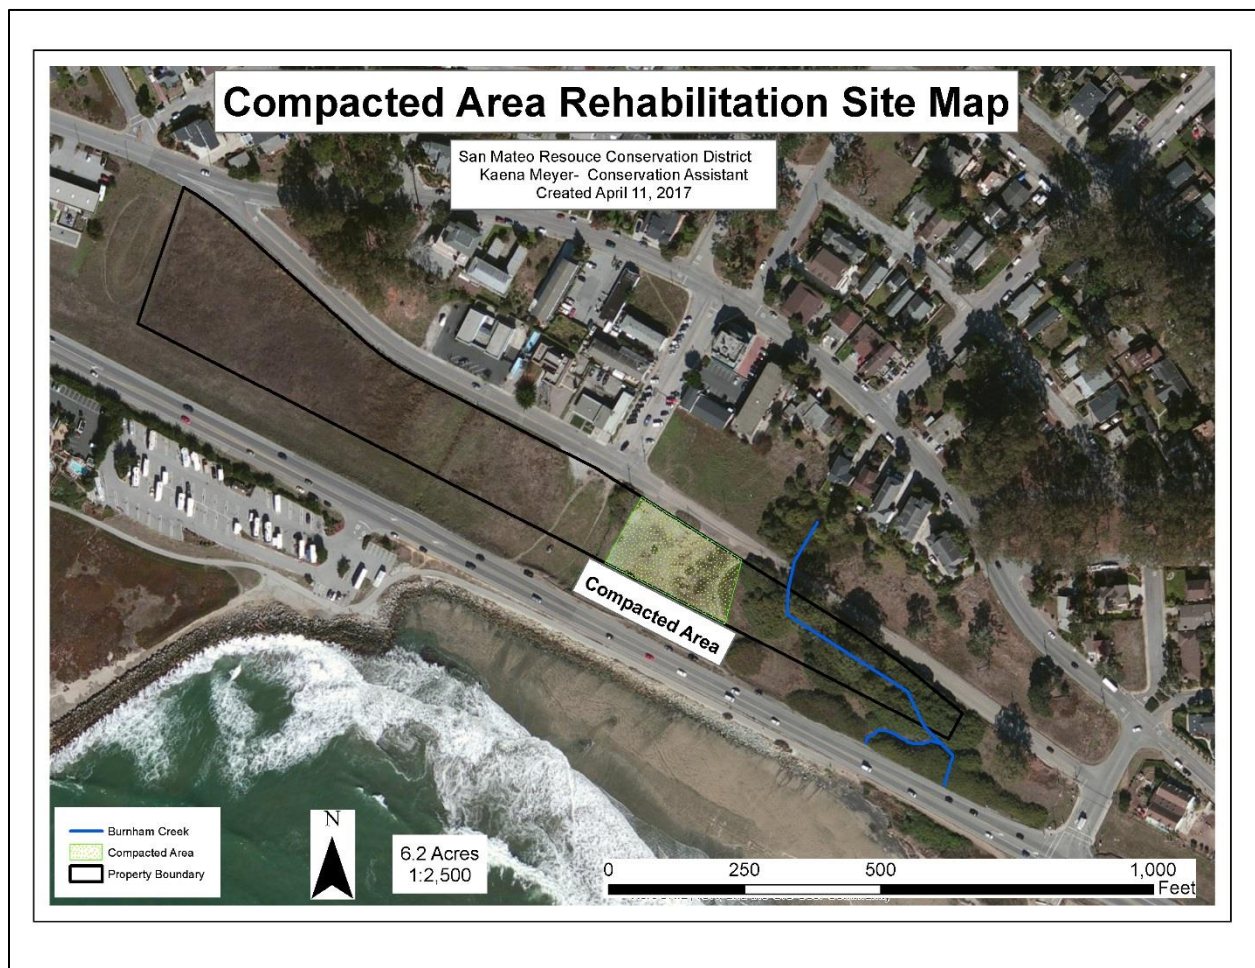 Compacted Area Rehabilitation Site Map
San Mateo Resouce Conservation District
Kaena Meyer- Conservation Assistant
Created April 11, 2017
Compacted Area
Burnham Creek
Compacted Area
Property Boundary
N
6.2 Acres
1:2,500
0 250 500 1,000
Feet